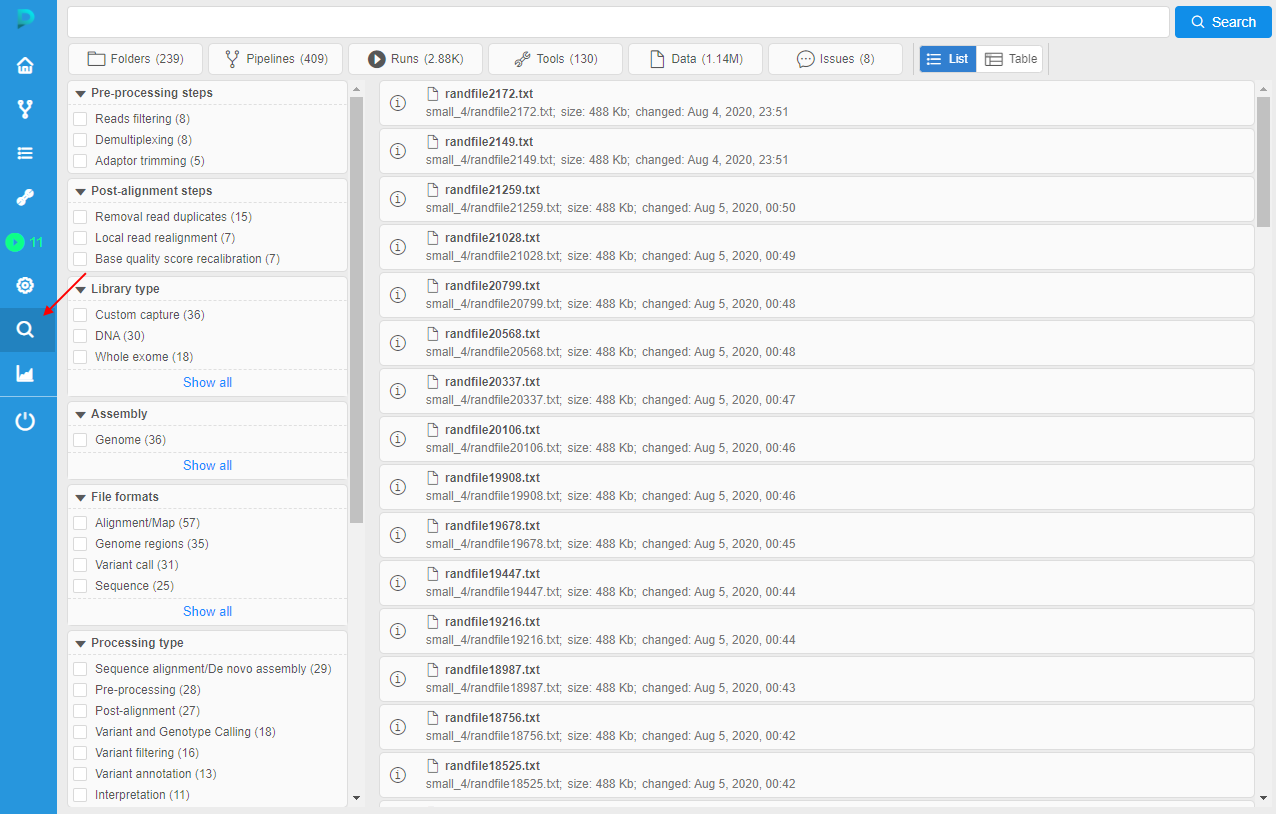 Search
Folders (239)
Pipelines (409)
Runs (2.88K)
Tools (130)
Data (1.14M)
Issues (8)
List
Table
11
Pre-processing steps
Reads filtering (8)
Demultiplexing (8)
Adaptor trimming (5)
Post-alignment steps
Removal read duplicates (15)
Local read realignment (7)
Base quality score recalibration (7)
Library type
Custom capture (36)
DNA (30)
Whole exome (18)
Show all
Assembly
Genome (36)
Show all
File formats
Alignment/Map (57)
Genome regions (35)
Variant call (31)
Sequence (25)
Show all
Processing type
Sequence alignment/De novo assembly (29)
Pre-processing (28)
Post-alignment (27)
Variant and Genotype Calling (18)
Variant filtering (16)
Variant annotation (13)
Interpretation (11)
randfile2172.txt
small_4/randfile2172.txt; size: 488 Kb; changed: Aug 4, 2020, 23:51
randfile2149.txt
small_4/randfile2149.txt; size: 488 Kb; changed: Aug 4, 2020, 23:51
randfile21259.txt
small_4/randfile21259.txt; size: 488 Kb; changed: Aug 5, 2020, 00:50
randfile21028.txt
small_4/randfile21028.txt; size: 488 Kb; changed: Aug 5, 2020, 00:49
randfile20799.txt
small_4/randfile20799.txt; size: 488 Kb; changed: Aug 5, 2020, 00:48
randfile20568.txt
small_4/randfile20568.txt; size: 488 Kb; changed: Aug 5, 2020, 00:48
randfile20337.txt
small_4/randfile20337.txt; size: 488 Kb; changed: Aug 5, 2020, 00:47
randfile20106.txt
small_4/randfile20106.txt; size: 488 Kb; changed: Aug 5, 2020, 00:46
randfile19908.txt
small_4/randfile19908.txt; size: 488 Kb; changed: Aug 5, 2020, 00:46
randfile19678.txt
small_4/randfile19678.txt; size: 488 Kb; changed: Aug 5, 2020, 00:45
randfile19447.txt
small_4/randfile19447.txt; size: 488 Kb; changed: Aug 5, 2020, 00:44
randfile19216.txt
small_4/randfile19216.txt; size: 488 Kb; changed: Aug 5, 2020, 00:44
randfile18987.txt
small_4/randfile18987.txt; size: 488 Kb; changed: Aug 5, 2020, 00:43
randfile18756.txt
small_4/randfile18756.txt; size: 488 Kb; changed: Aug 5, 2020, 00:42
randfile18525.txt
small_4/randfile18525.txt; size: 488 Kb; changed: Aug 5, 2020, 00:42